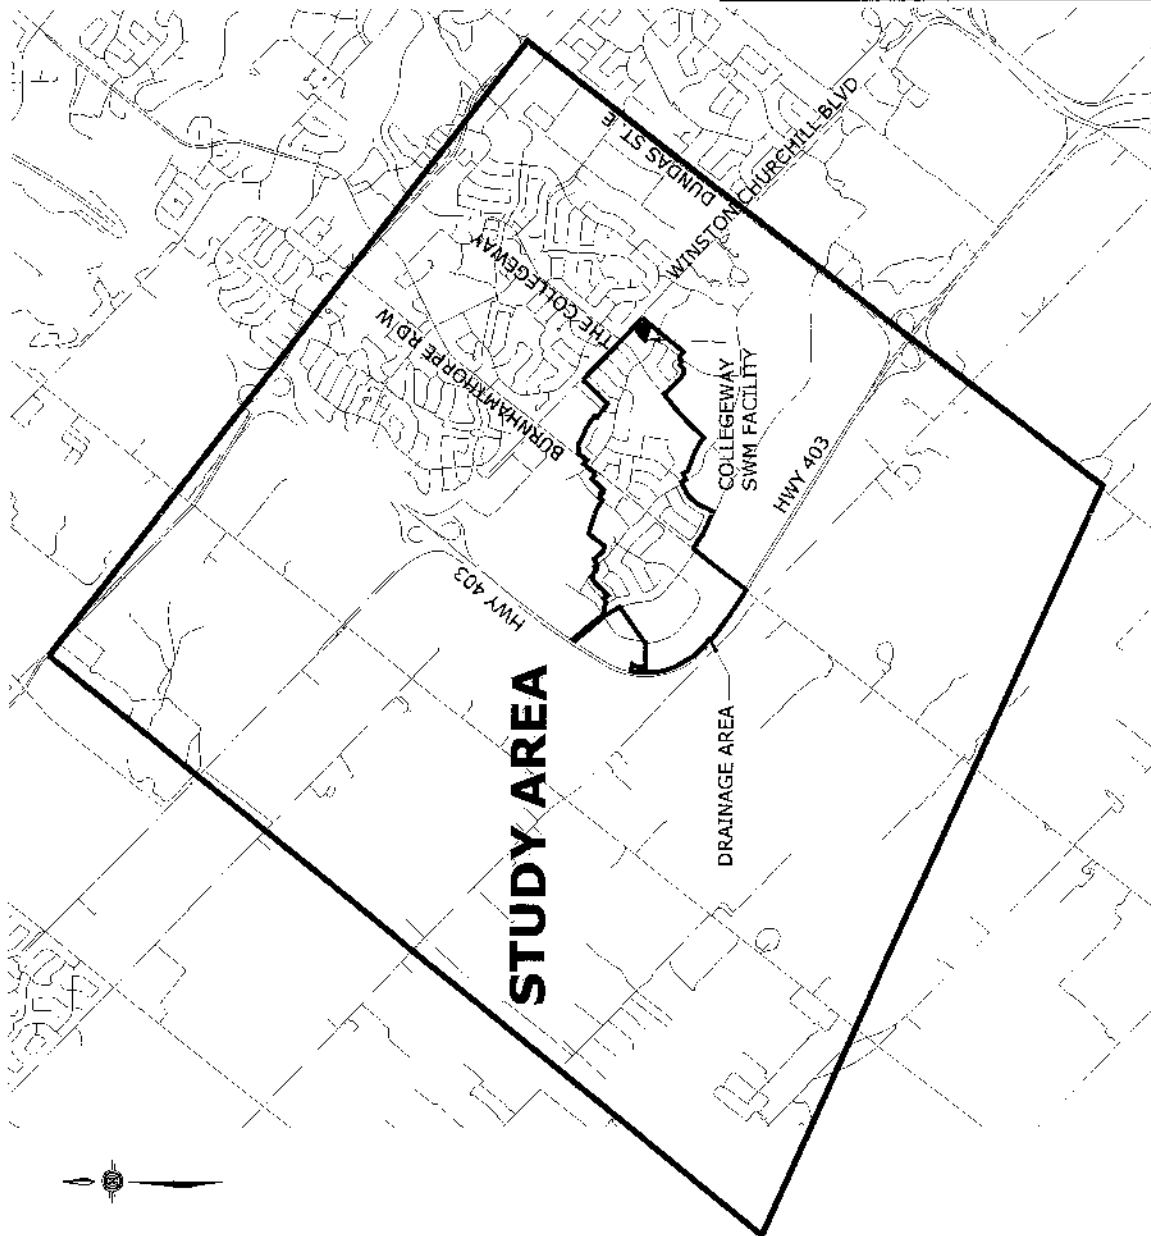 DUNDAS ST. E
WINSTON CHURCHILL BLVD
THE COLLEGEWAY
BURNHAMTHORPE RD W
COLLEGEWAY
SWM FACILITY
HWY 403
HWY 403
STUDY AREA
DRAINAGE AREA